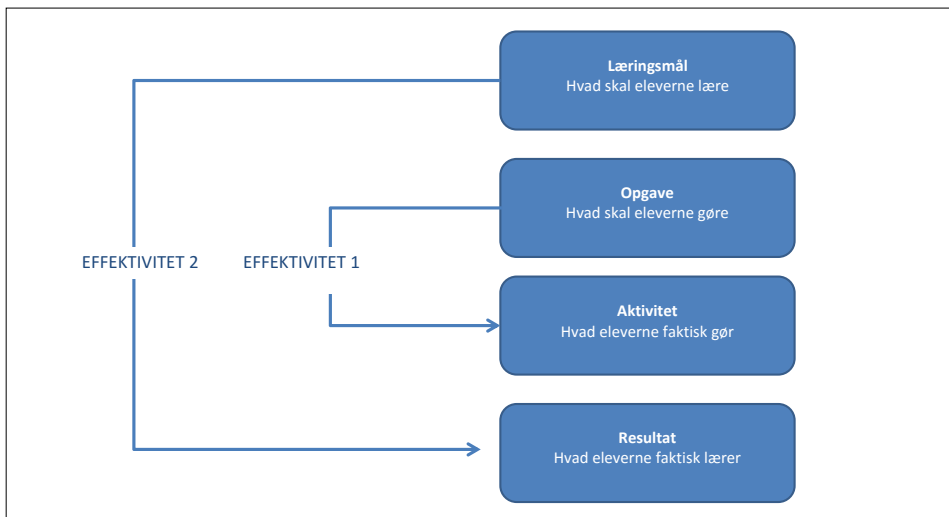 Læringsmål
Hvad skal eleverne lære
Opgave
Hvad skal eleverne gøre
EFFEKTIVITET 2
EFFEKTIVITET 1
Aktivitet
Hvad eleverne faktisk gør
Resultat
Hvad eleverne faktisk lærer